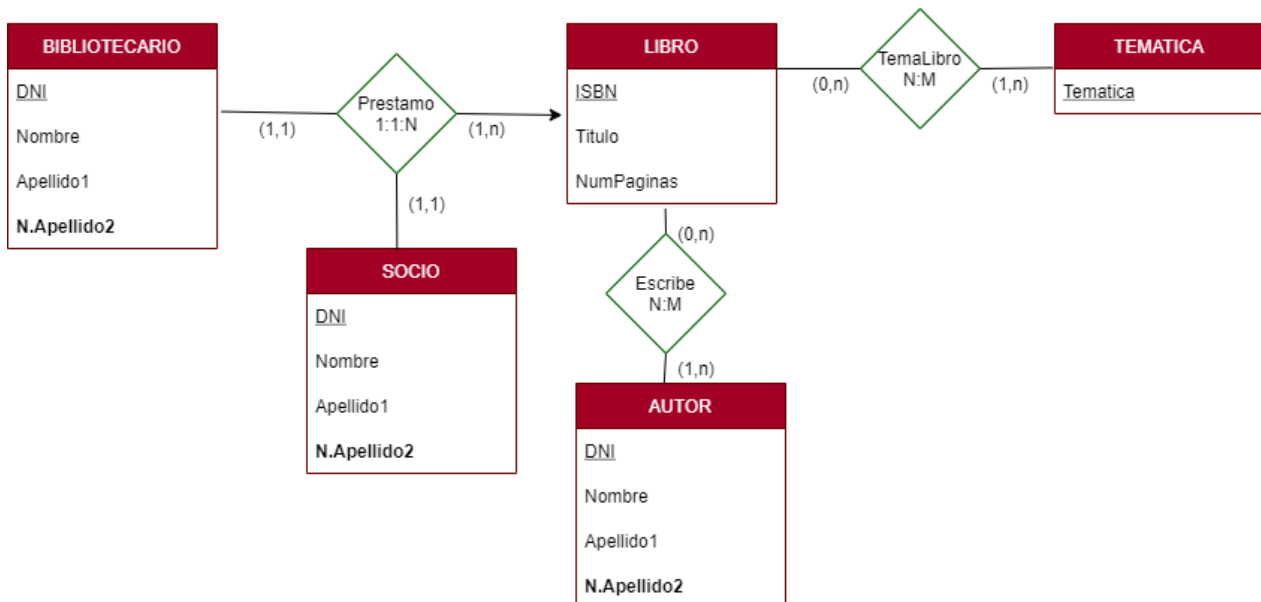 BIBLIOTECARIO
DNI
Nombre
Apellido1
N.Apellido2
(1,1)
Prestamo
1:1:N
(1,n)
(1,1)
SOCIO
DNI
Nombre
Apellido1
N.Apellido2
LIBRO
ISBN
Titulo
NumPaginas
(0,n)
TemaLibro
N:M
(1,n)
TEMATICA
Tematica
(0,n)
Escribe
N:M
(1,n)
AUTOR
DNI
Nombre
Apellido1
N.Apellido2